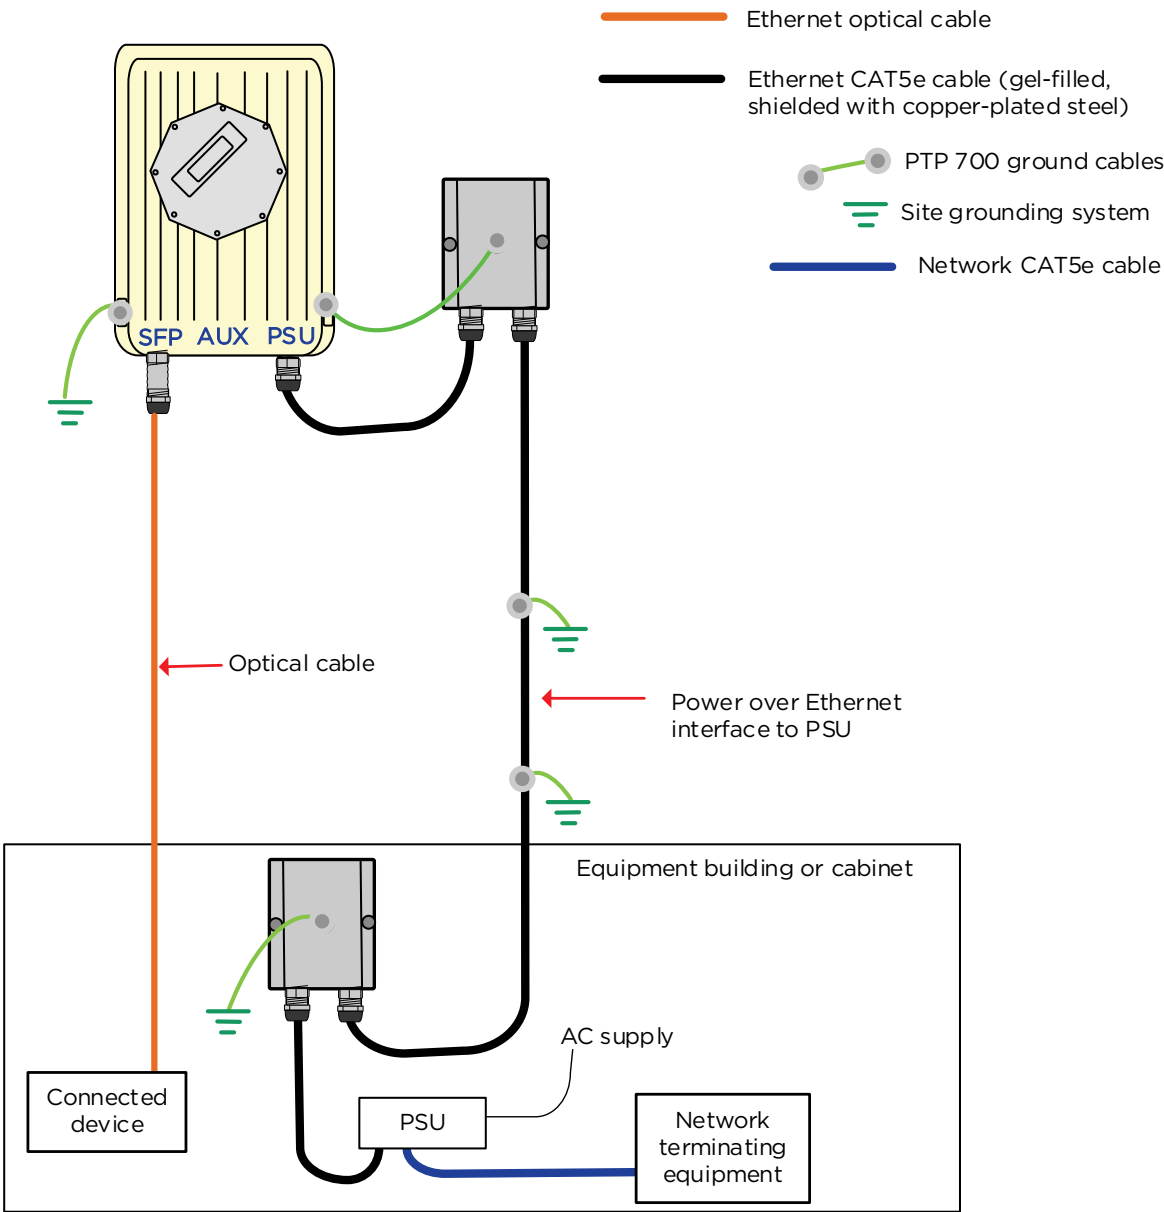 Ethernet optical cable
Ethernet CAT5e cable (gel-filled,
shielded with copper-plated steel)
PTP 700 ground cables
Site grounding system
Network CAT5e cable
SFP AUX PSU
Optical cable
Power over Ethernet
interface to PSU
Equipment building or cabinet
AC supply
Connected
device
PSU
Network
terminating
equipment